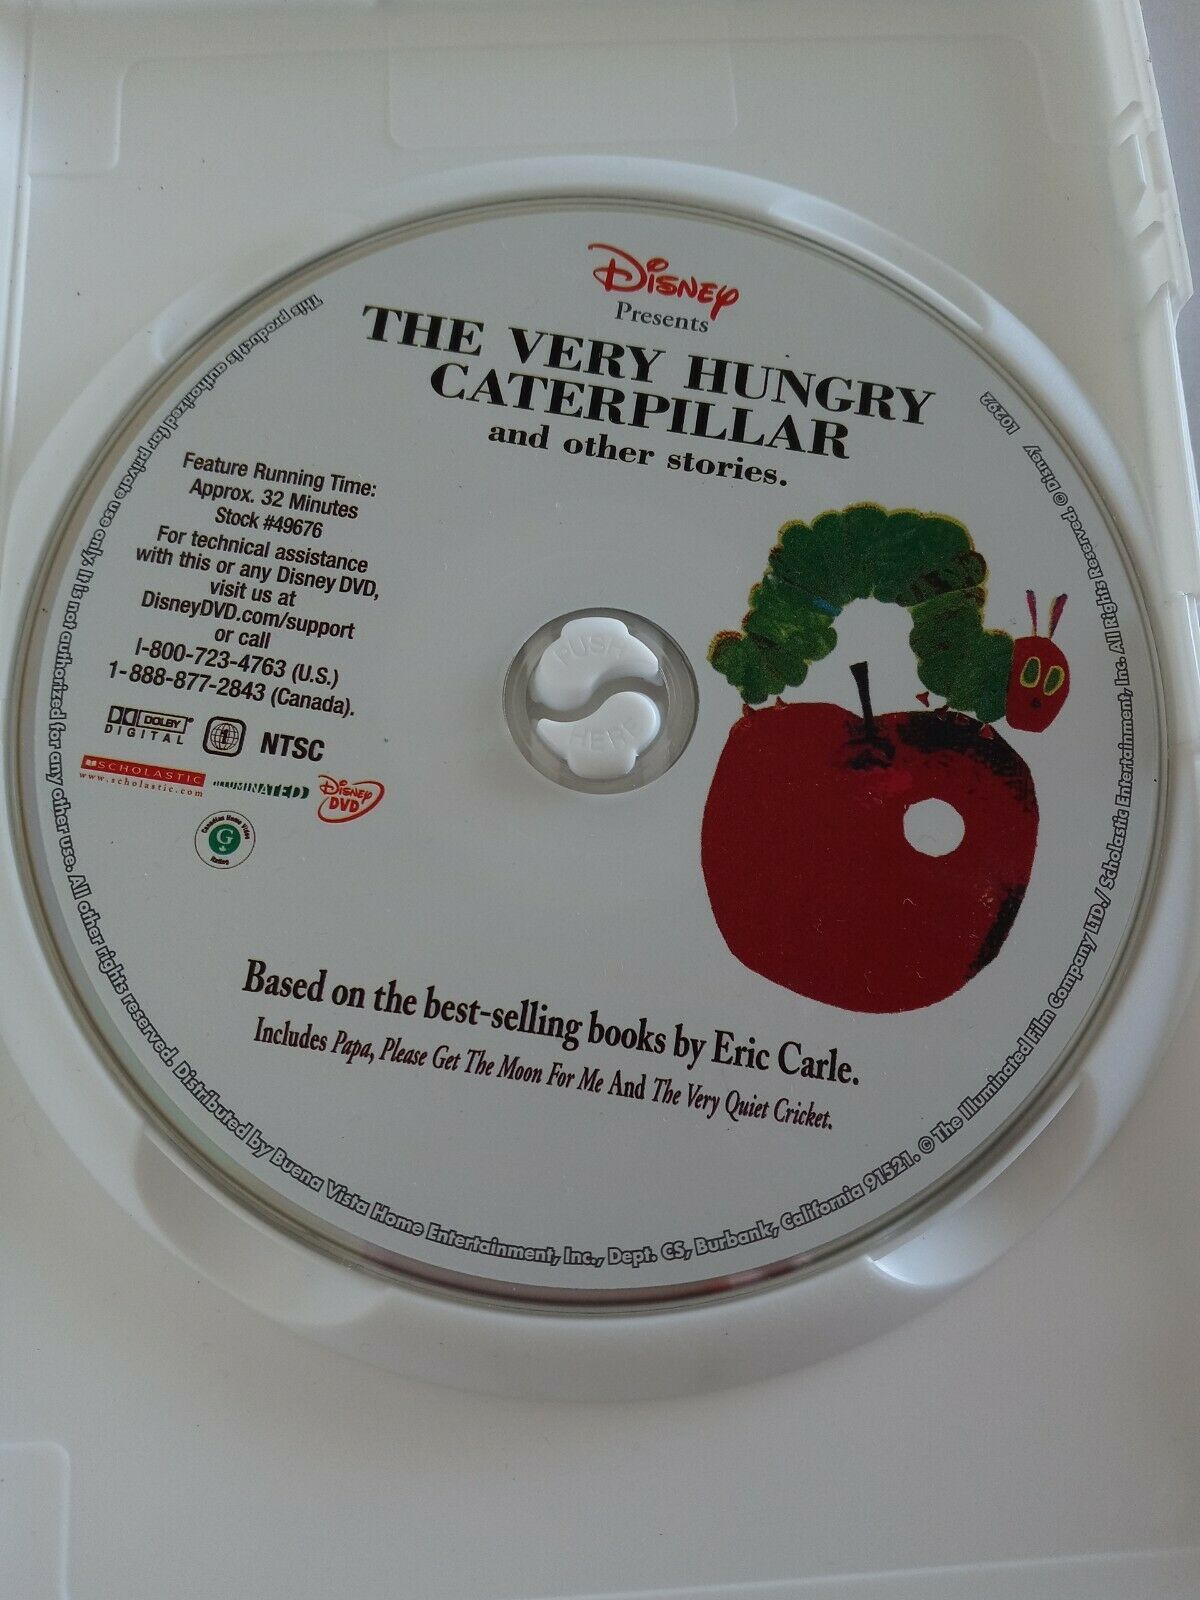 Disney
Presents
THE VERY HUNGRY
CATERPILLAR
and other stories.
Feature Running Time:
Approx. 32 Minutes
Stock #49676
For technical assistance
with this or any Disney DVD,
visit us at
DisneyDVD.com/support
or call
1-800-723-4763 (U.S.)
1-888-877-2843 (Canada).
DOLBY
DIGITAL
1
NTSC
SCHOLASTIC
www.scholastic.com
ILLUMINATED
Disney
DVD
Canadian Home Video
G
Ratings
PUSH
HERE
Based on the best-selling books by Eric Carle.
Includes Papa, Please Get The Moon For Me And The Very Quiet Cricket.
This product is authorized for private use only. It is not authorized for any other use. All other rights reserved. Distributed by Buena Vista Home Entertainment, Inc., Dept. CS, Burbank, California 91521. © The Illuminated Film Company LTD./ Scholastic Entertainment, Inc. All Rights Reserved. © Disney
L0292